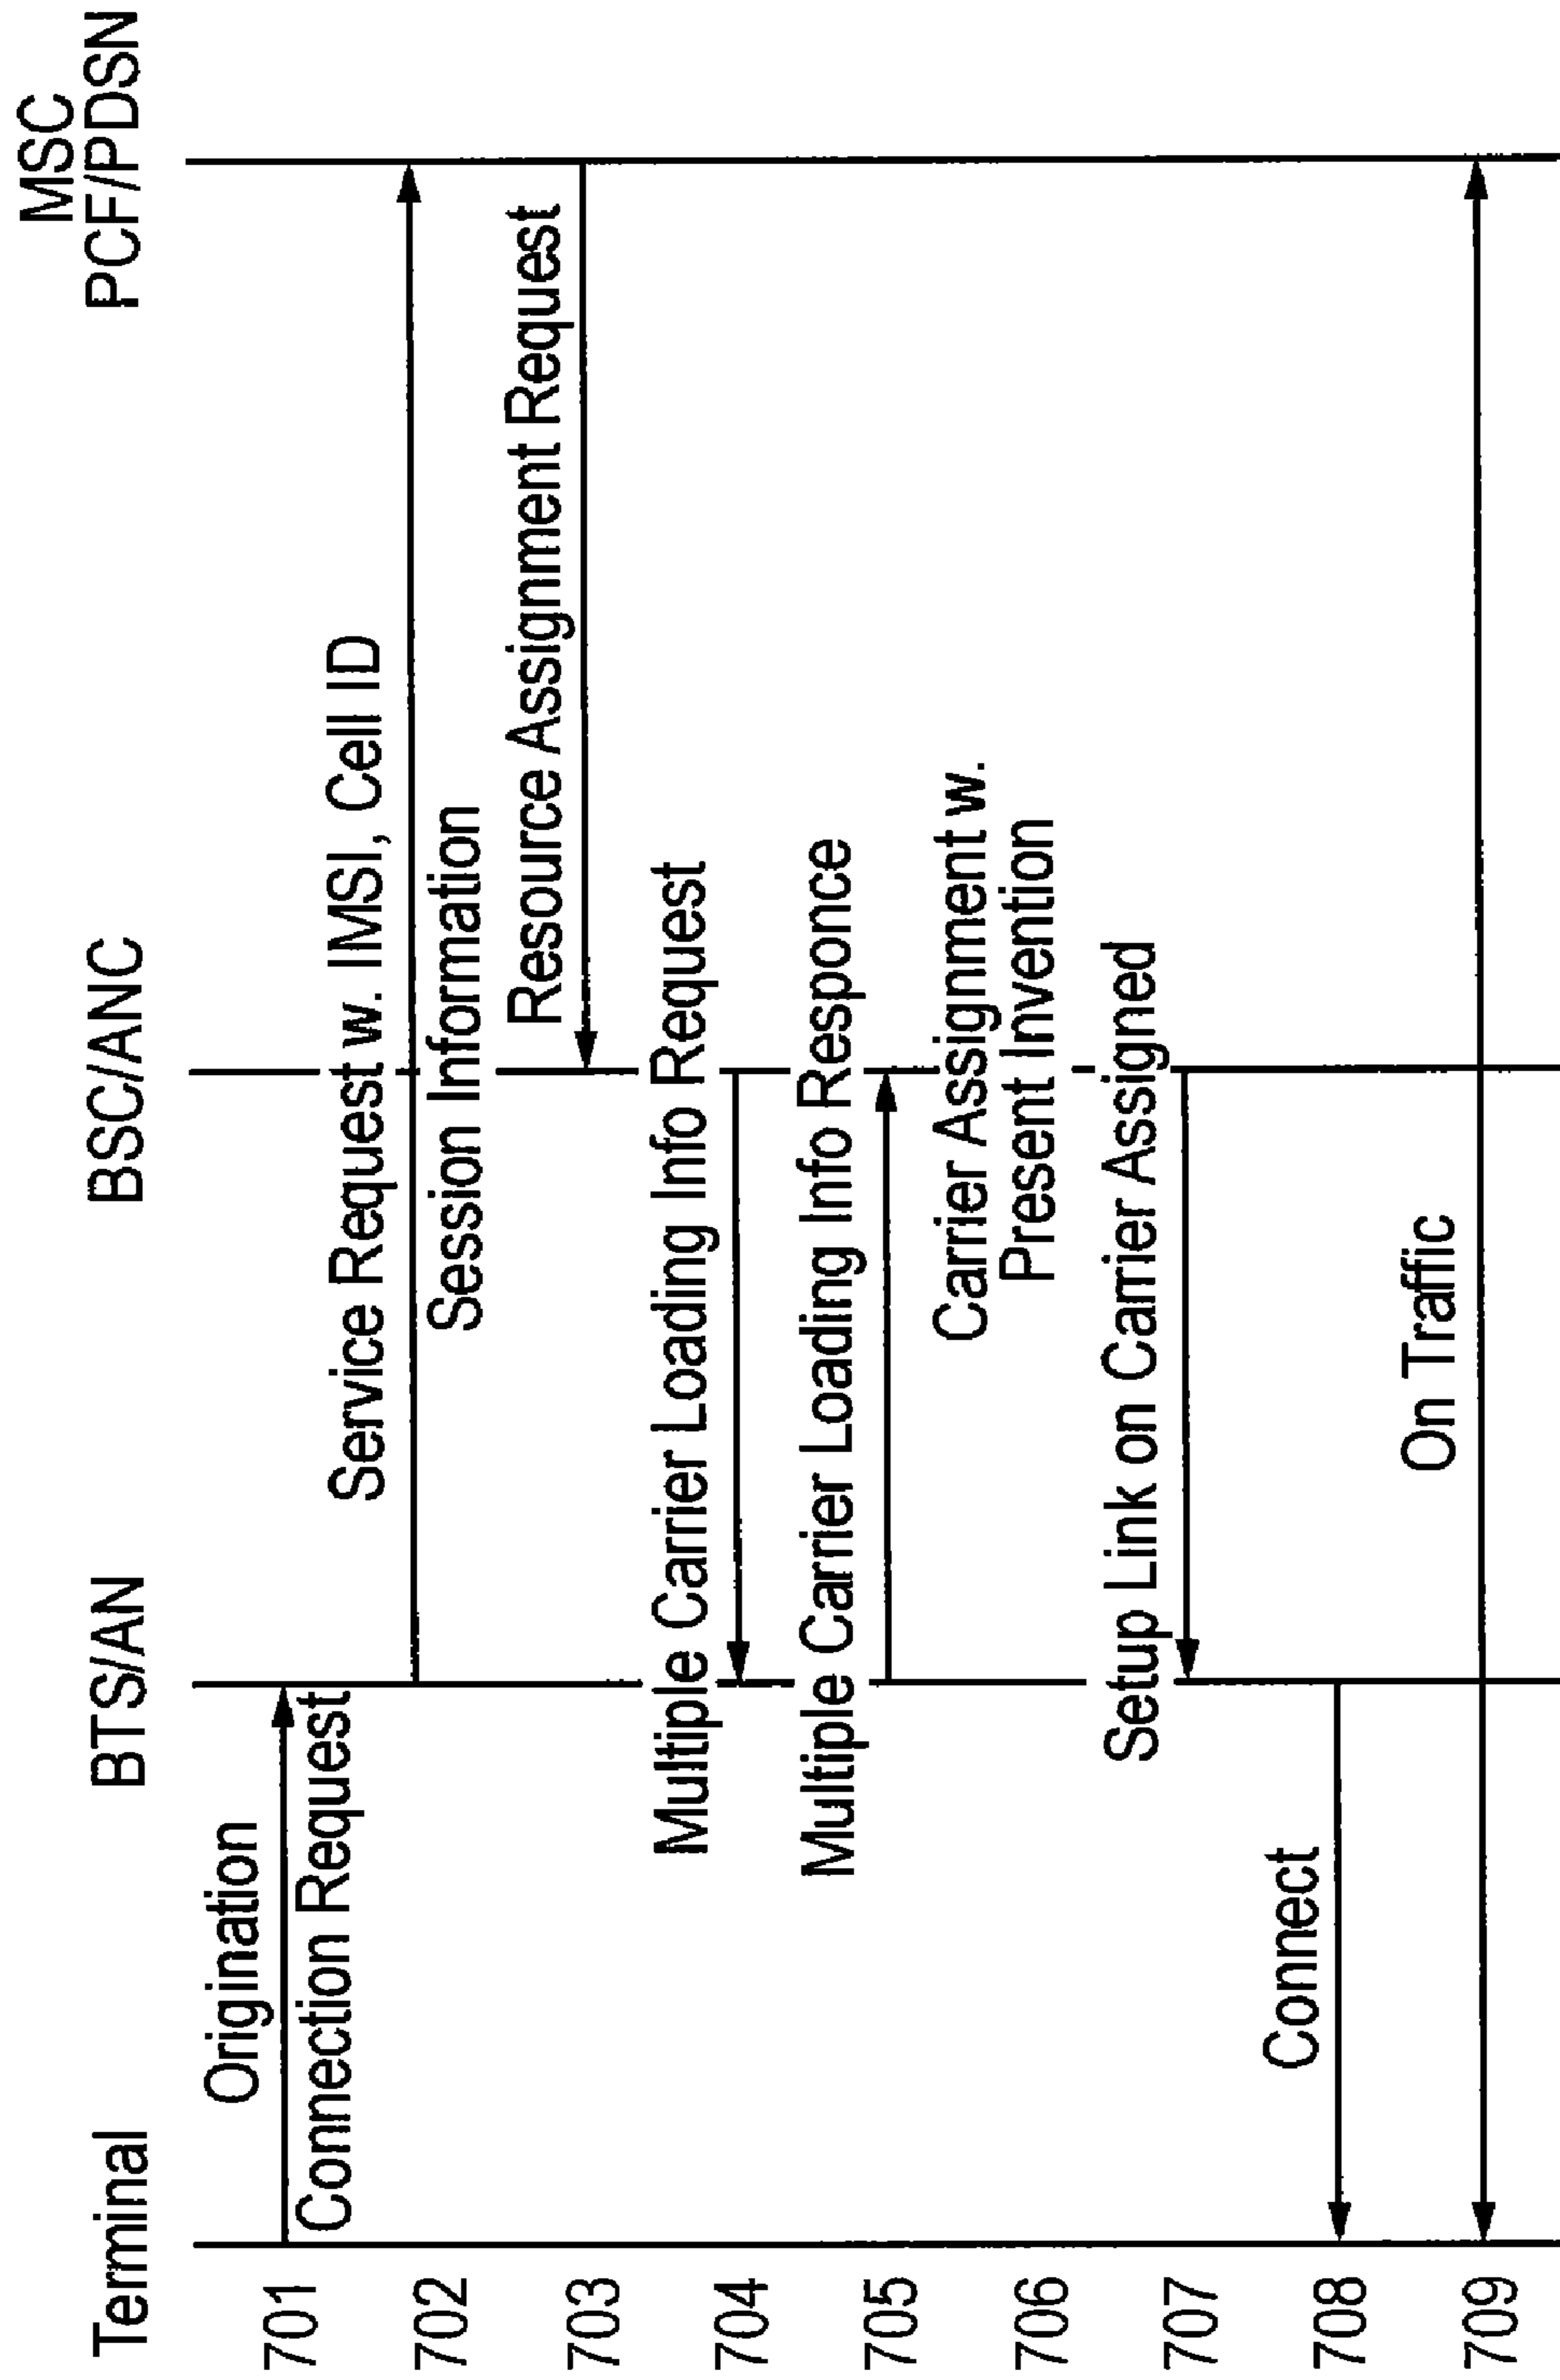 Terminal
BTS/AN
BSC/ANC
MSC
PCF/PDSN
701
Origination
Connection Request
702
Service Request w. IMSI, Cell ID
Session Information
703
Resource Assignment Request
704
Multiple Carrier Loading Info Request
705
Multiple Carrier Loading Info Responce
706
Carrier Assignment w.
Present Invention
707
Setup Link on Carrier Assigned
708
Connect
709
On Traffic